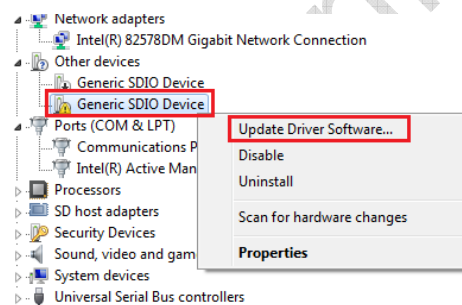 Network adapters
Intel(R) 82578DM Gigabit Network Connection
Other devices
Generic SDIO Device
Generic SDIO Device
Ports (COM & LPT)
Communications P
Intel(R) Active Man
Processors
SD host adapters
Security Devices
Sound, video and gam
System devices
Universal Serial Bus controllers
Update Driver Software...
Disable
Uninstall
Scan for hardware changes
Properties